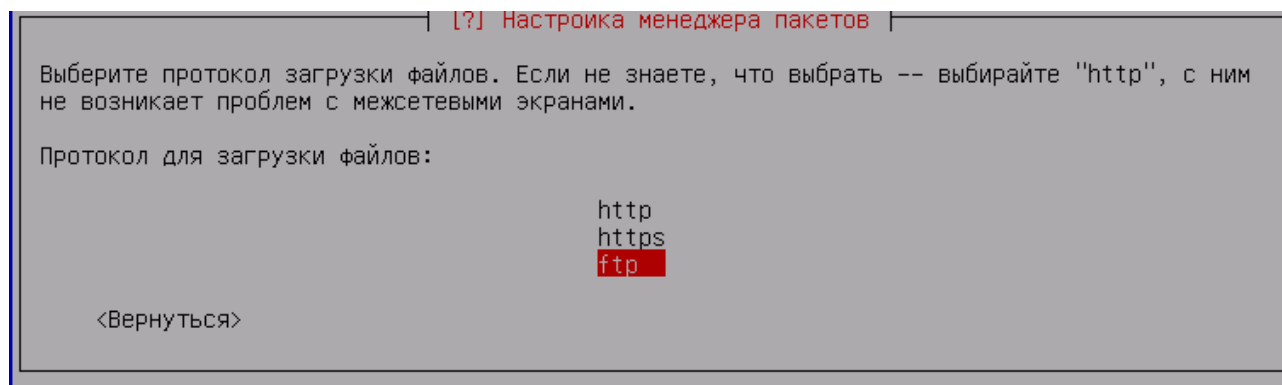 [?] Настройка менеджера пакетов
Выберите протокол загрузки файлов. Если не знаете, что выбрать -- выбирайте "http", с ним
не возникает проблем с межсетевыми экранами.
Протокол для загрузки файлов:
http
https
ftp
<Вернуться>